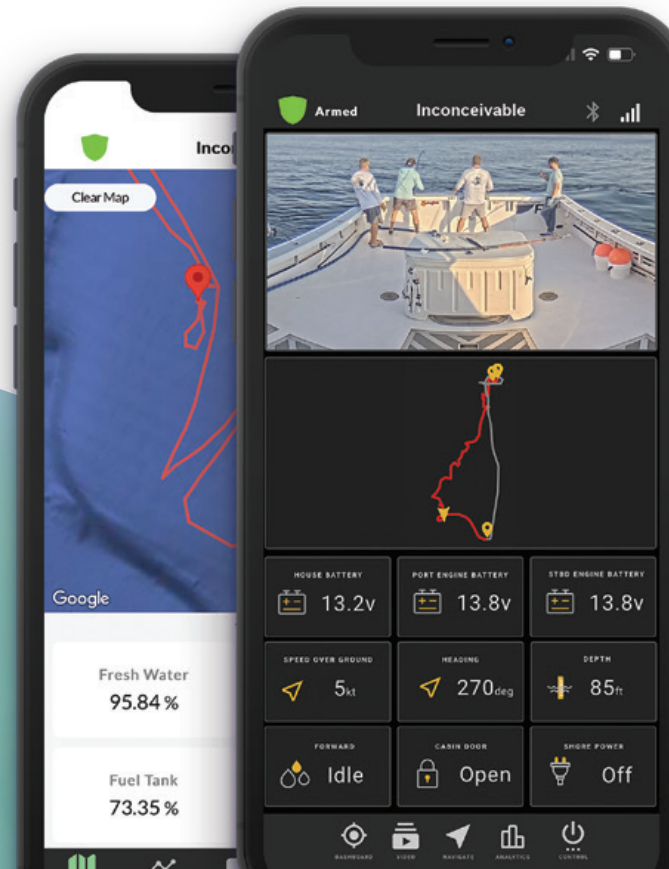 Armed
Inconceivable
Incon
Clear Map
Google
Fresh Water
95.84 %
Fuel Tank
73.35 %
HOUSE BATTERY
13.2v
PORT ENGINE BATTERY
13.8v
STBD ENGINE BATTERY
13.8v
SPEED OVER GROUND
5kt
HEADING
270deg
DEPTH
85ft
FORWARD
Idle
CABIN DOOR
Open
SHORE POWER
Off
DASHBOARD
VIDEO
NAVIGATE
ANALYTICS
CONTROL